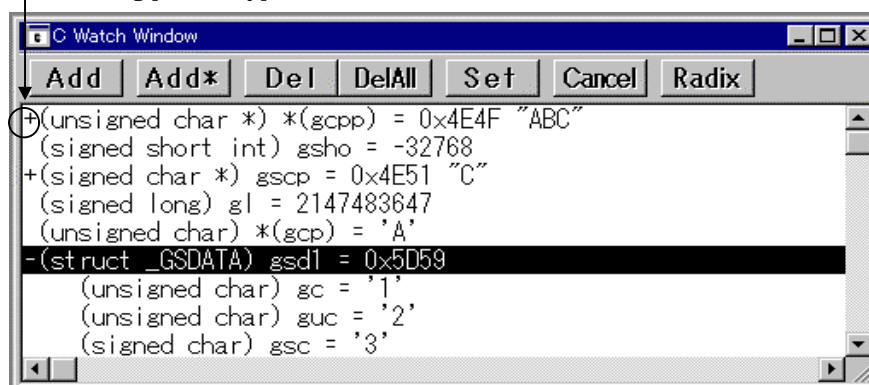 C Watch Window
Add Add* Del DelAll Set Cancel Radix
+(unsigned char *) *(gcpp) = 0x4E4F "ABC"
(signed short int) gsho = -32768
+(signed char *) gscp = 0x4E51 "C"
(signed long) gl = 2147483647
(unsigned char) *(gcp) = 'A'
-(struct _GSDATA) gsd1 = 0x5D59
(unsigned char) gc = '1'
(unsigned char) guc = '2'
(signed char) gsc = '3'